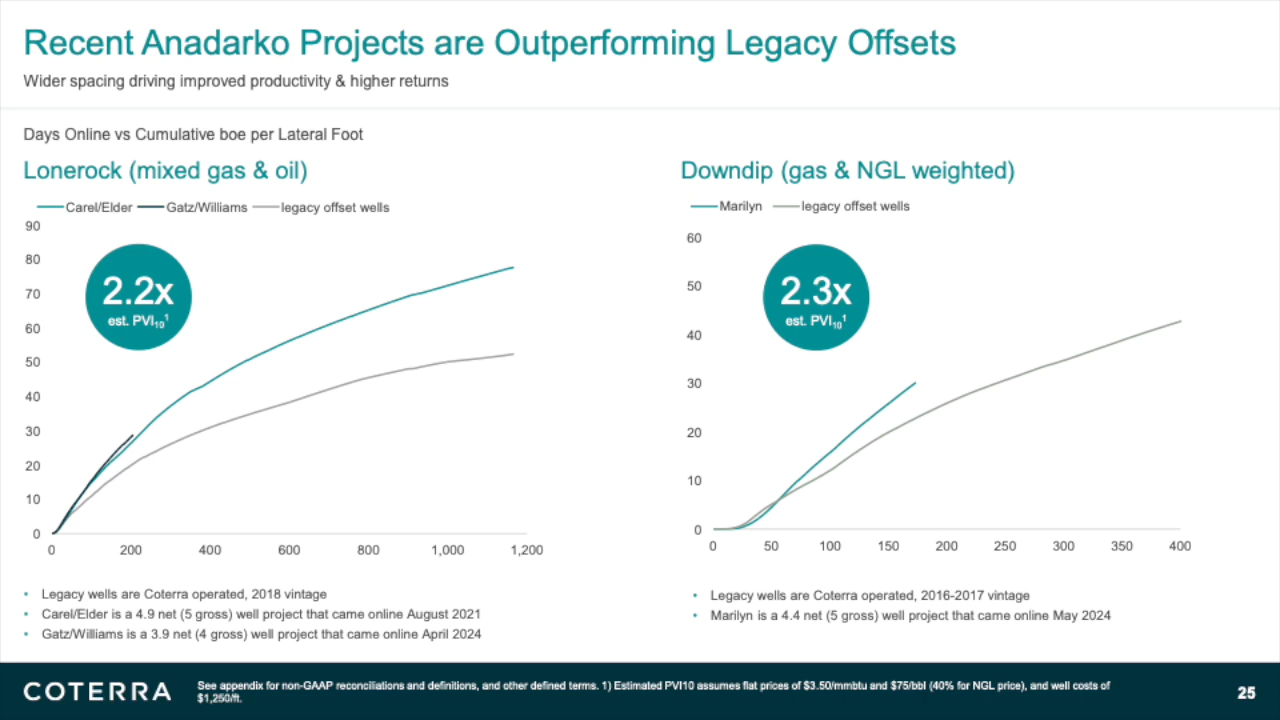 Recent Anadarko Projects are Outperforming Legacy Offsets
Wider spacing driving improved productivity & higher returns
Days Online vs Cumulative boe per Lateral Foot
Lonerock (mixed gas & oil)
Carel/Elder Gatz/Williams legacy offset wells
90
80
70
60
50
40
30
20
10
0
2.2x
est. PVI10¹
0 200 400 600 800 1,000 1,200
• Legacy wells are Coterra operated, 2018 vintage
• Carel/Elder is a 4.9 net (5 gross) well project that came online August 2021
• Gatz/Williams is a 3.9 net (4 gross) well project that came online April 2024
Downdip (gas & NGL weighted)
Marilyn legacy offset wells
60
50
40
30
20
10
0
2.3x
est. PVI10¹
0 50 100 150 200 250 300 350 400
• Legacy wells are Coterra operated, 2016-2017 vintage
• Marilyn is a 4.4 net (5 gross) well project that came online May 2024
COTERRA
See appendix for non-GAAP reconciliations and definitions, and other defined terms. 1) Estimated PVI10 assumes flat prices of $3.50/mmbtu and $75/bbl (40% for NGL price), and well costs of
$1,250/ft.
25